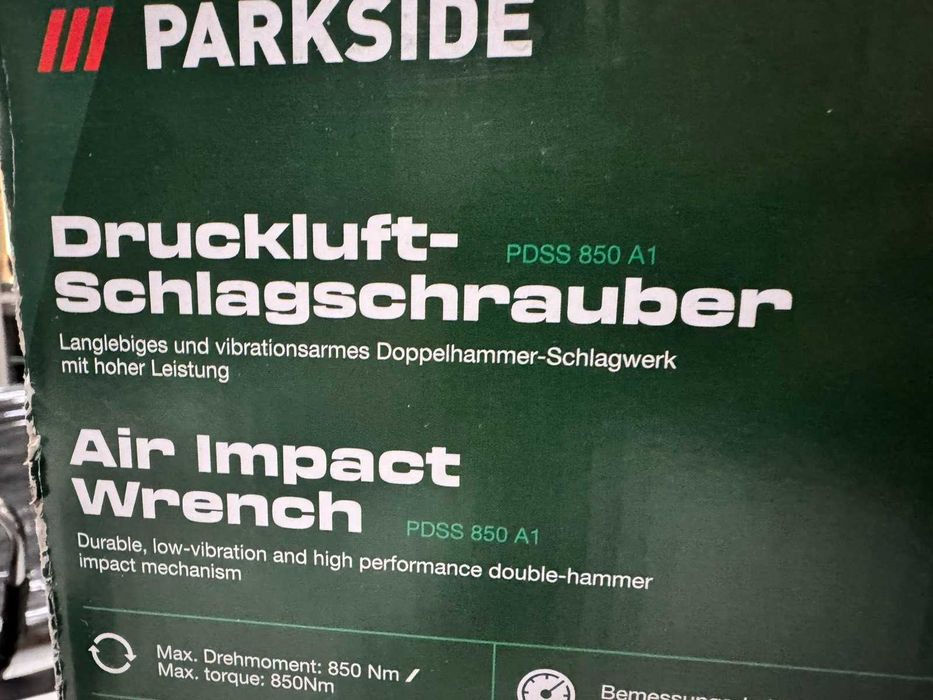 PARKSIDE
Druckluft-
Schlagschrauber PDSS 850 A1
Langlebiges und vibrationsarmes Doppelhammer-Schlagwerk
mit hoher Leistung
Air Impact
Wrench PDSS 850 A1
Durable, low-vibration and high performance double-hammer
impact mechanism
Max. Drehmoment: 850 Nm /
Max. torque: 850Nm